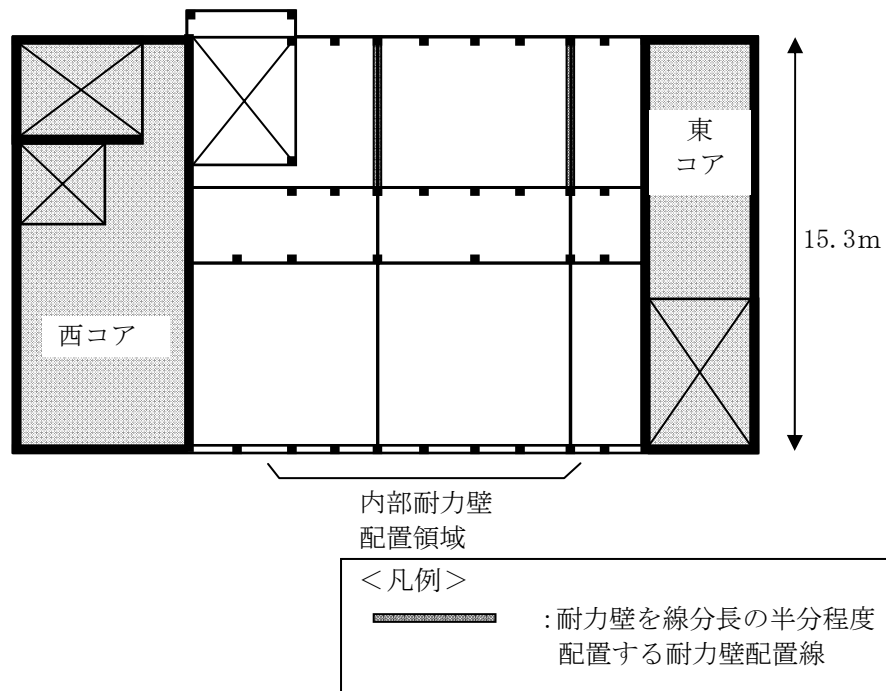 東
コア
15.3m
西コア
内部耐力壁
配置領域
<凡例>
:耐力壁を線分長の半分程度
配置する耐力壁配置線